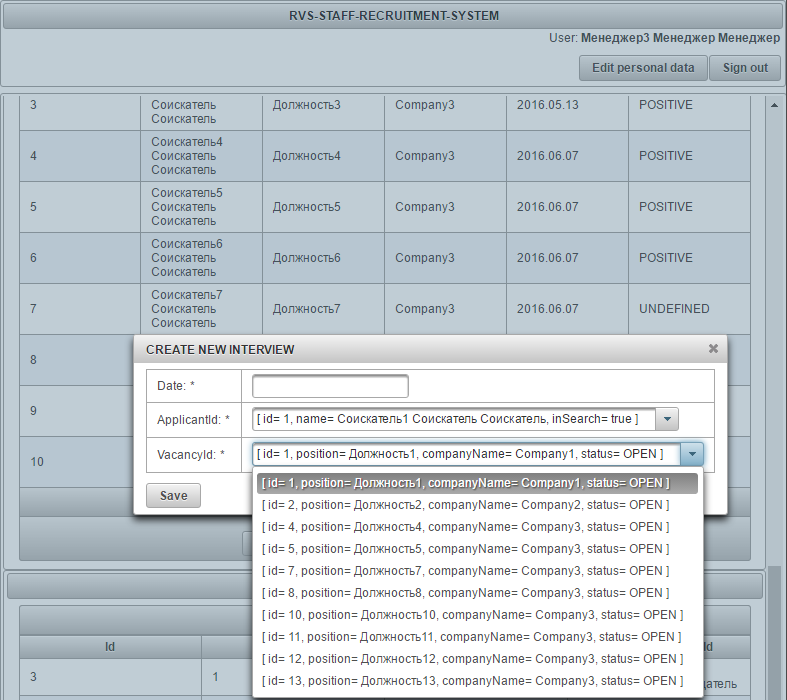 RVS-STAFF-RECRUITMENT-SYSTEM
User: Менеджер3 Менеджер Менеджер
Edit personal data Sign out
3 Соискатель Должность3 Company3 2016.05.13 POSITIVE
Соискатель
Соискатель4
4 Соискатель Должность4 Company3 2016.06.07 POSITIVE
Соискатель
Соискатель5
5 Соискатель Должность5 Company3 2016.06.07 POSITIVE
Соискатель
Соискатель6
6 Соискатель Должность6 Company3 2016.06.07 POSITIVE
Соискатель
Соискатель7
7 Соискатель Должность7 Company3 2016.06.07 UNDEFINED
Соискатель
8
9
10
CREATE NEW INTERVIEW
Date: *
ApplicantId: * [ id= 1, name= Соискатель1 Соискатель Соискатель, inSearch= true ]
VacancyId: * [ id= 1, position= Должность1, companyName= Company1, status= OPEN ]
Save
[ id= 1, position= Должность1, companyName= Company1, status= OPEN ]
[ id= 2, position= Должность2, companyName= Company2, status= OPEN ]
[ id= 4, position= Должность4, companyName= Company3, status= OPEN ]
[ id= 5, position= Должность5, companyName= Company3, status= OPEN ]
[ id= 7, position= Должность7, companyName= Company3, status= OPEN ]
[ id= 8, position= Должность8, companyName= Company3, status= OPEN ]
[ id= 10, position= Должность10, companyName= Company3, status= OPEN ]
[ id= 11, position= Должность11, companyName= Company3, status= OPEN ]
[ id= 12, position= Должность12, companyName= Company3, status= OPEN ]
[ id= 13, position= Должность13, companyName= Company3, status= OPEN ]
Id
3 1